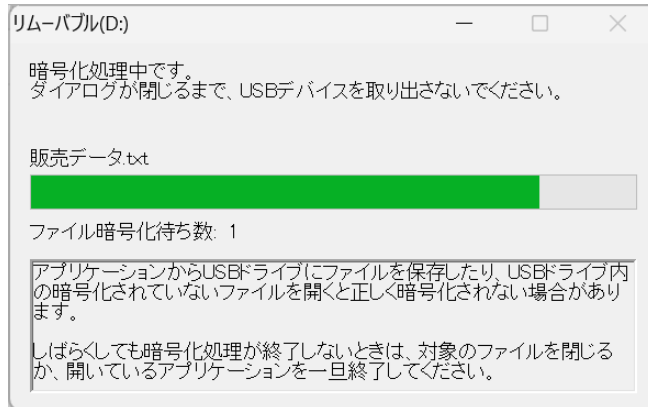 リムーバブル(D:)
暗号化処理中です。
ダイアログが閉じるまで、USBデバイスを取り出さないでください。
販売データ.txt
ファイル暗号化待ち数: 1
アプリケーションからUSBドライブにファイルを保存したり、USBドライブ内
の暗号化されていないファイルを開くと正しく暗号化されない場合があり
ます。
しばらくしても暗号化処理が終了しないときは、対象のファイルを閉じる
か、開いているアプリケーションを一旦終了してください。